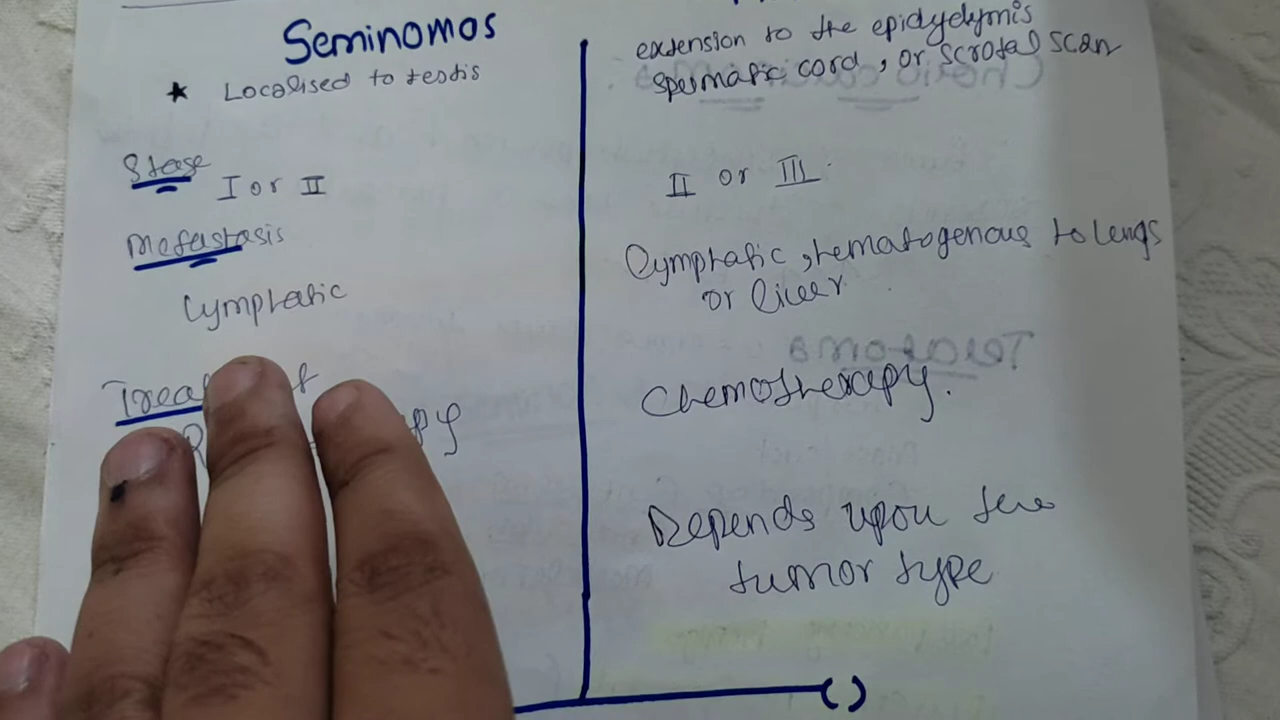 Seminomas
★ Localised to testis
Stage
I or II
Metastasis
Lymphatic
extension to the epidydymis
spermatic cord, or scrotal scan
II or III
Lymphatic, hematogenous to lungs
or liver
Chemotherapy.
Depends upon the
tumor type